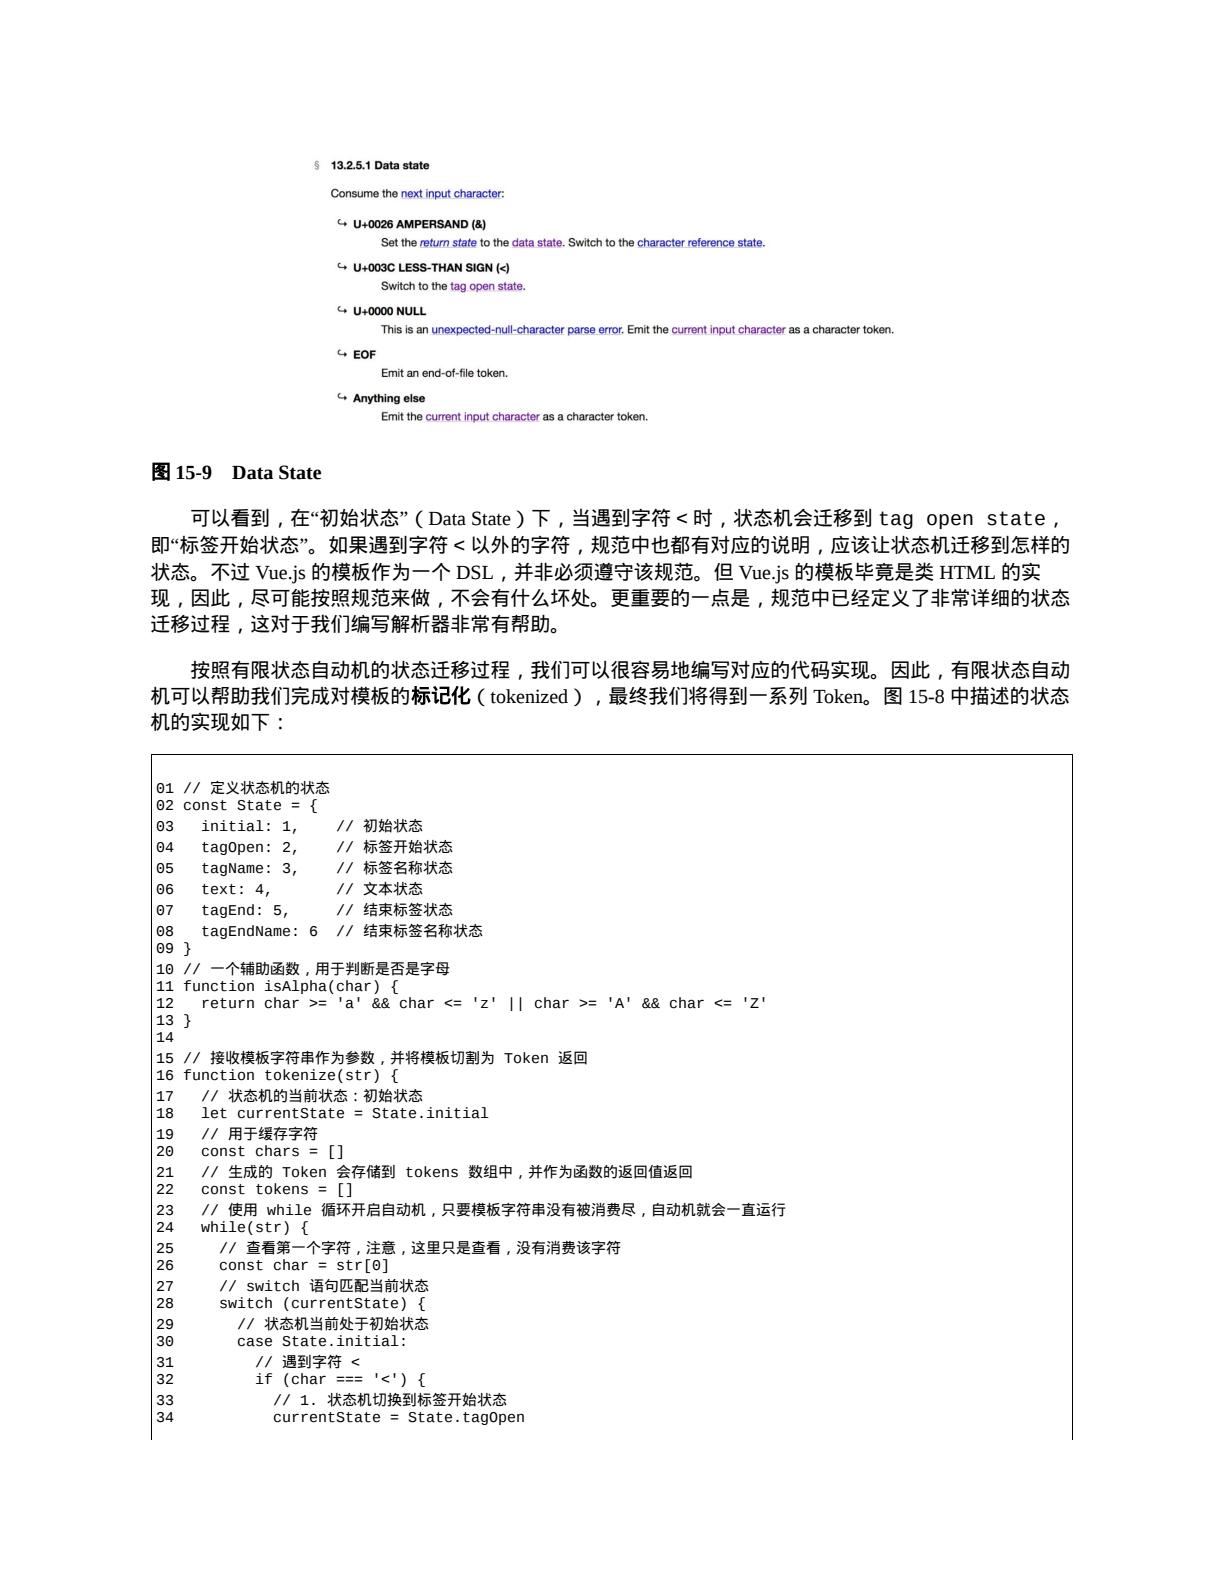 § 13.2.5.1 Data state
Consume the next input character:
↪ U+0026 AMPERSAND (&)
Set the return state to the data state. Switch to the character reference state.
↪ U+003C LESS-THAN SIGN (<)
Switch to the tag open state.
↪ U+0000 NULL
This is an unexpected-null-character parse error. Emit the current input character as a character token.
↪ EOF
Emit an end-of-file token.
↪ Anything else
Emit the current input character as a character token.
图 15-9 Data State
可以看到，在“初始状态”（Data State）下，当遇到字符 < 时，状态机会迁移到 tag open state，
即“标签开始状态”。如果遇到字符 < 以外的字符，规范中也都有对应的说明，应该让状态机迁移到怎样的
状态。不过 Vue.js 的模板作为一个 DSL，并非必须遵守该规范。但 Vue.js 的模板毕竟是类 HTML 的实
现，因此，尽可能按照规范来做，不会有什么坏处。更重要的一点是，规范中已经定义了非常详细的状态
迁移过程，这对于我们编写解析器非常有帮助。
按照有限状态自动机的状态迁移过程，我们可以很容易地编写对应的代码实现。因此，有限状态自动
机可以帮助我们完成对模板的标记化（tokenized），最终我们将得到一系列 Token。图 15-8 中描述的状态
机的实现如下：
01 // 定义状态机的状态
02 const State = {
03   initial: 1,    // 初始状态
04   tagOpen: 2,    // 标签开始状态
05   tagName: 3,    // 标签名称状态
06   text: 4,       // 文本状态
07   tagEnd: 5,     // 结束标签状态
08   tagEndName: 6  // 结束标签名称状态
09 }
10 // 一个辅助函数，用于判断是否是字母
11 function isAlpha(char) {
12   return char >= 'a' && char <= 'z' || char >= 'A' && char <= 'Z'
13 }
14
15 // 接收模板字符串作为参数，并将模板切割为 Token 返回
16 function tokenize(str) {
17   // 状态机的当前状态：初始状态
18   let currentState = State.initial
19   // 用于缓存字符
20   const chars = []
21   // 生成的 Token 会存储到 tokens 数组中，并作为函数的返回值返回
22   const tokens = []
23   // 使用 while 循环开启自动机，只要模板字符串没有被消费尽，自动机就会一直运行
24   while(str) {
25     // 查看第一个字符，注意，这里只是查看，没有消费该字符
26     const char = str[0]
27     // switch 语句匹配当前状态
28     switch (currentState) {
29       // 状态机当前处于初始状态
30       case State.initial:
31         // 遇到字符 <
32         if (char === '<') {
33           // 1. 状态机切换到标签开始状态
34           currentState = State.tagOpen